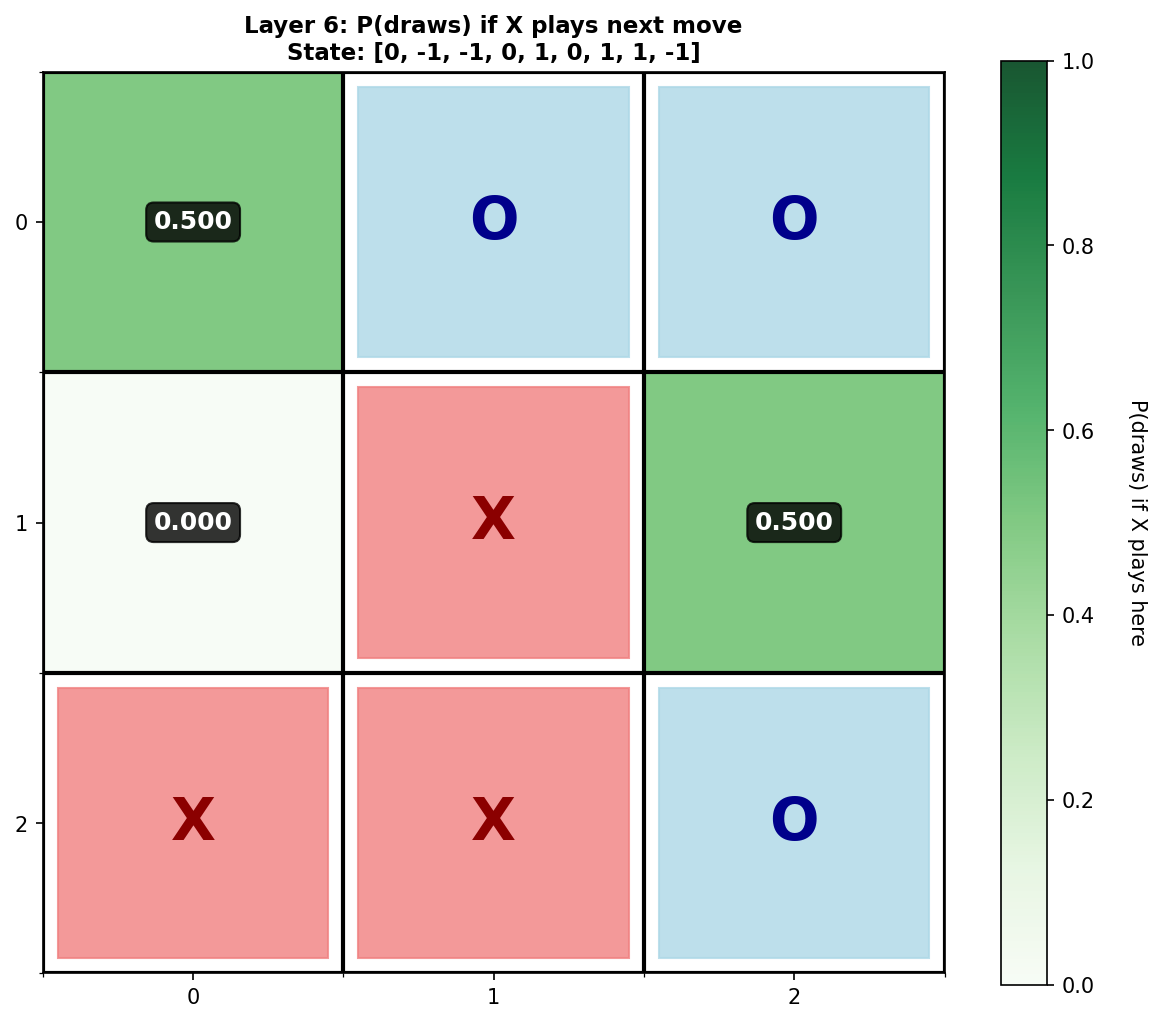 Layer 6: P(draws) if X plays next move
State: [0, -1, -1, 0, 1, 0, 1, 1, -1]
0
0.500
O
O
1
0.000
X
0.500
2
X
X
O
0
1
2
1.0
0.8
0.6
0.4
0.2
0.0
P(draws) if X plays here